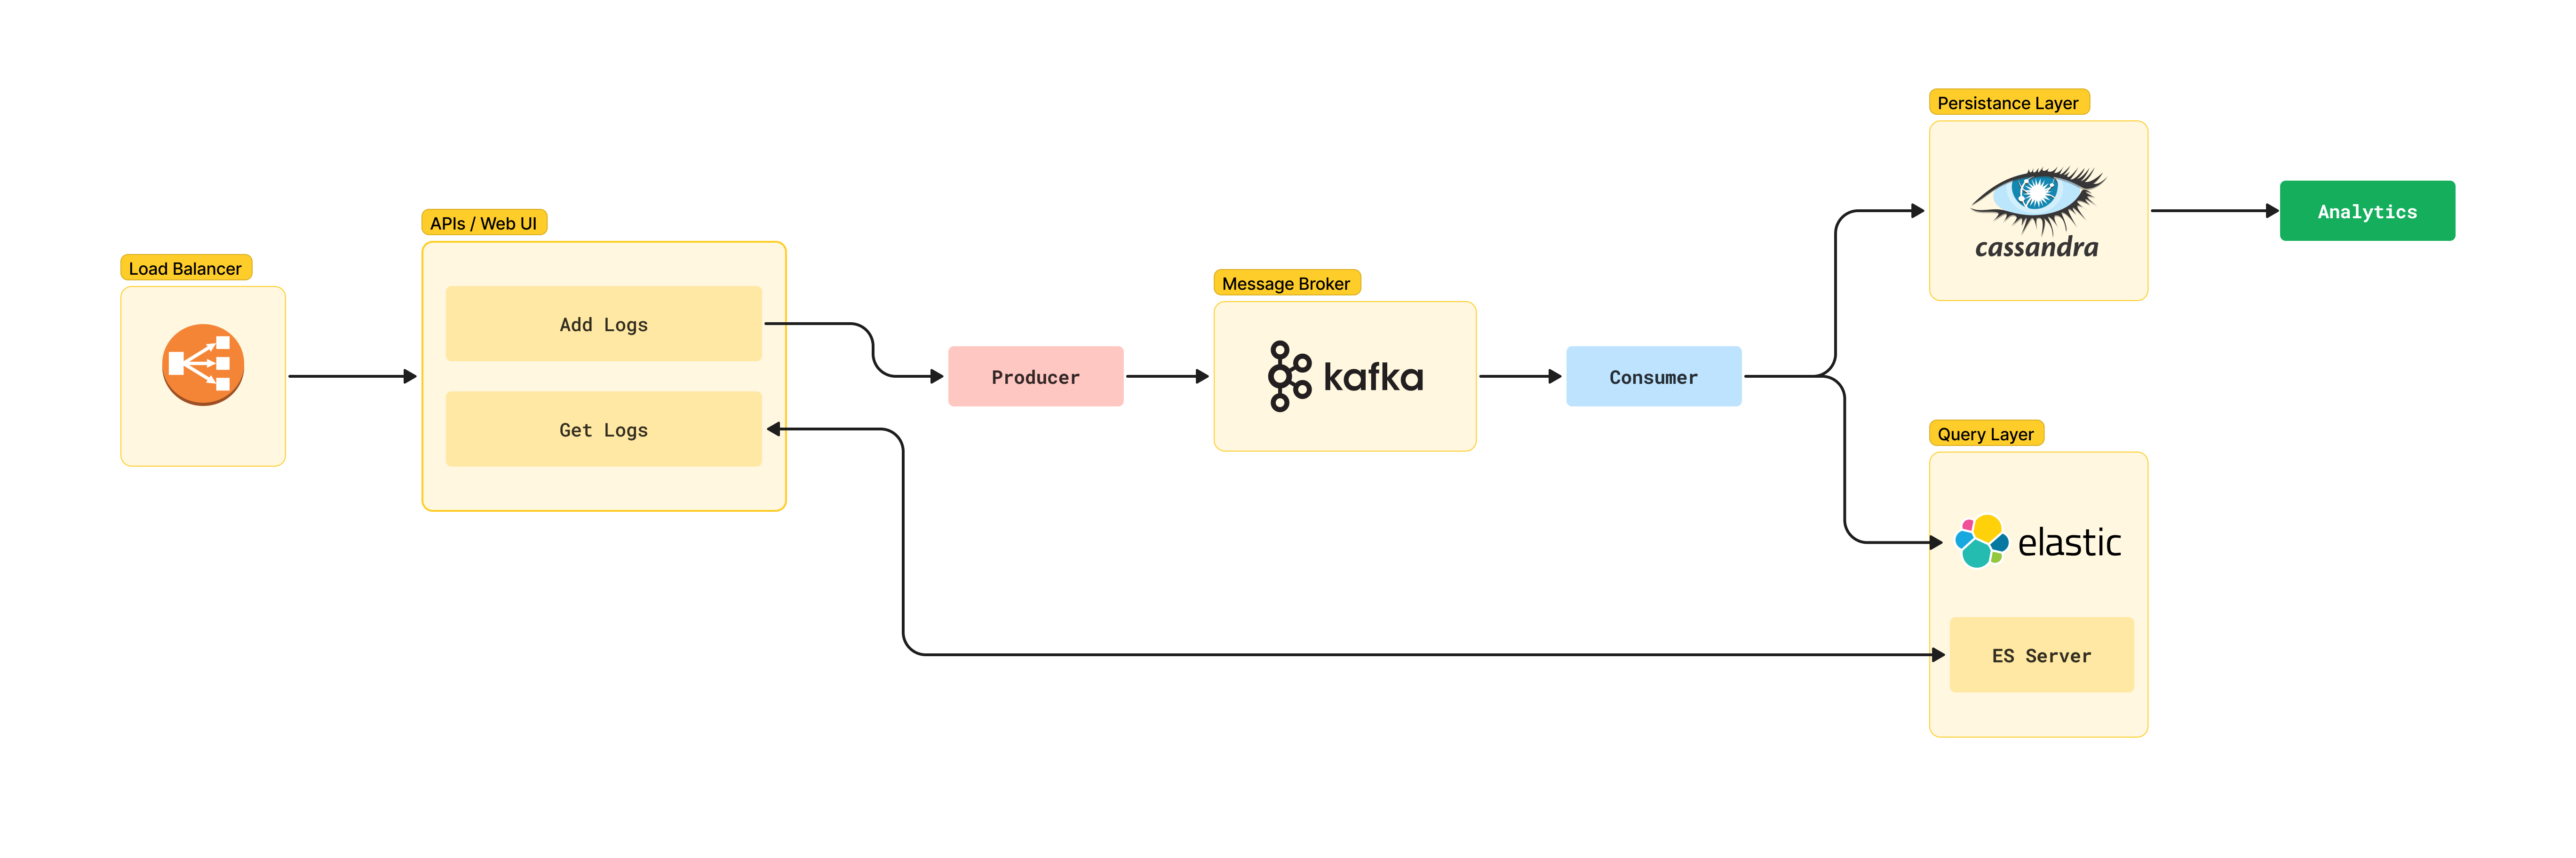 Load Balancer
APIs / Web UI
Add Logs
Get Logs
Producer
Message Broker
kafka
Consumer
Persistance Layer
cassandra
Analytics
Query Layer
elastic
ES Server